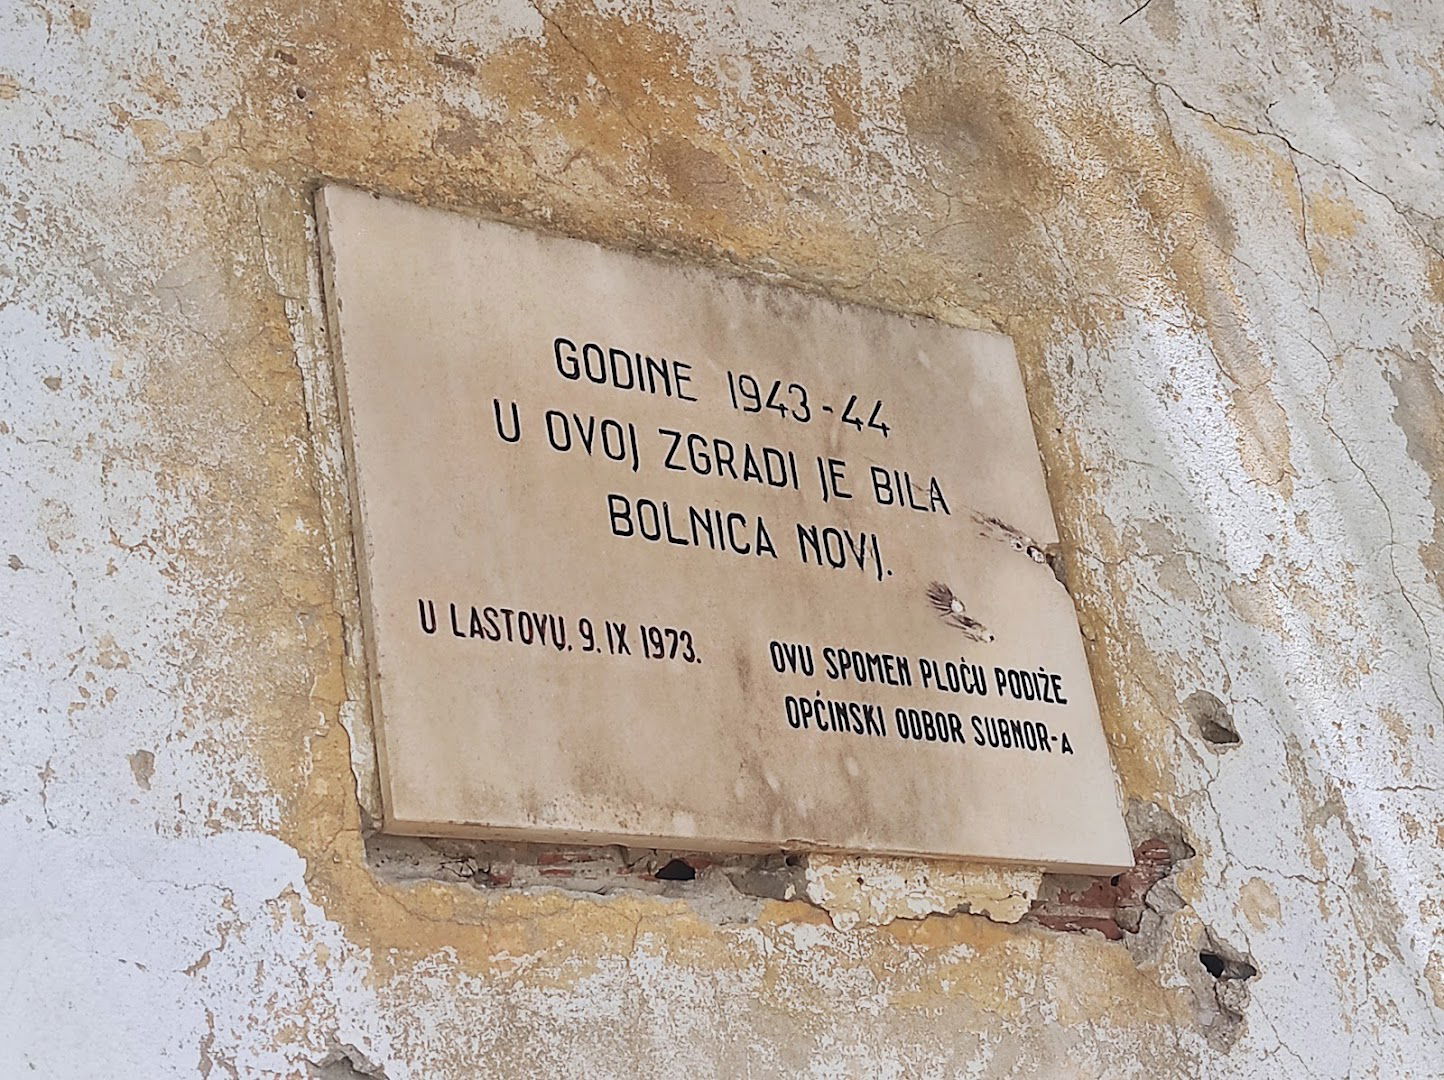 GODINE 1943-44
U OVOJ ZGRADI JE BILA
BOLNICA NOVJ.
U LASTOVU, 9. IX 1973.
OVU SPOMEN PLOČU PODIŽE
OPĆINSKI ODBOR SUBNOR-A